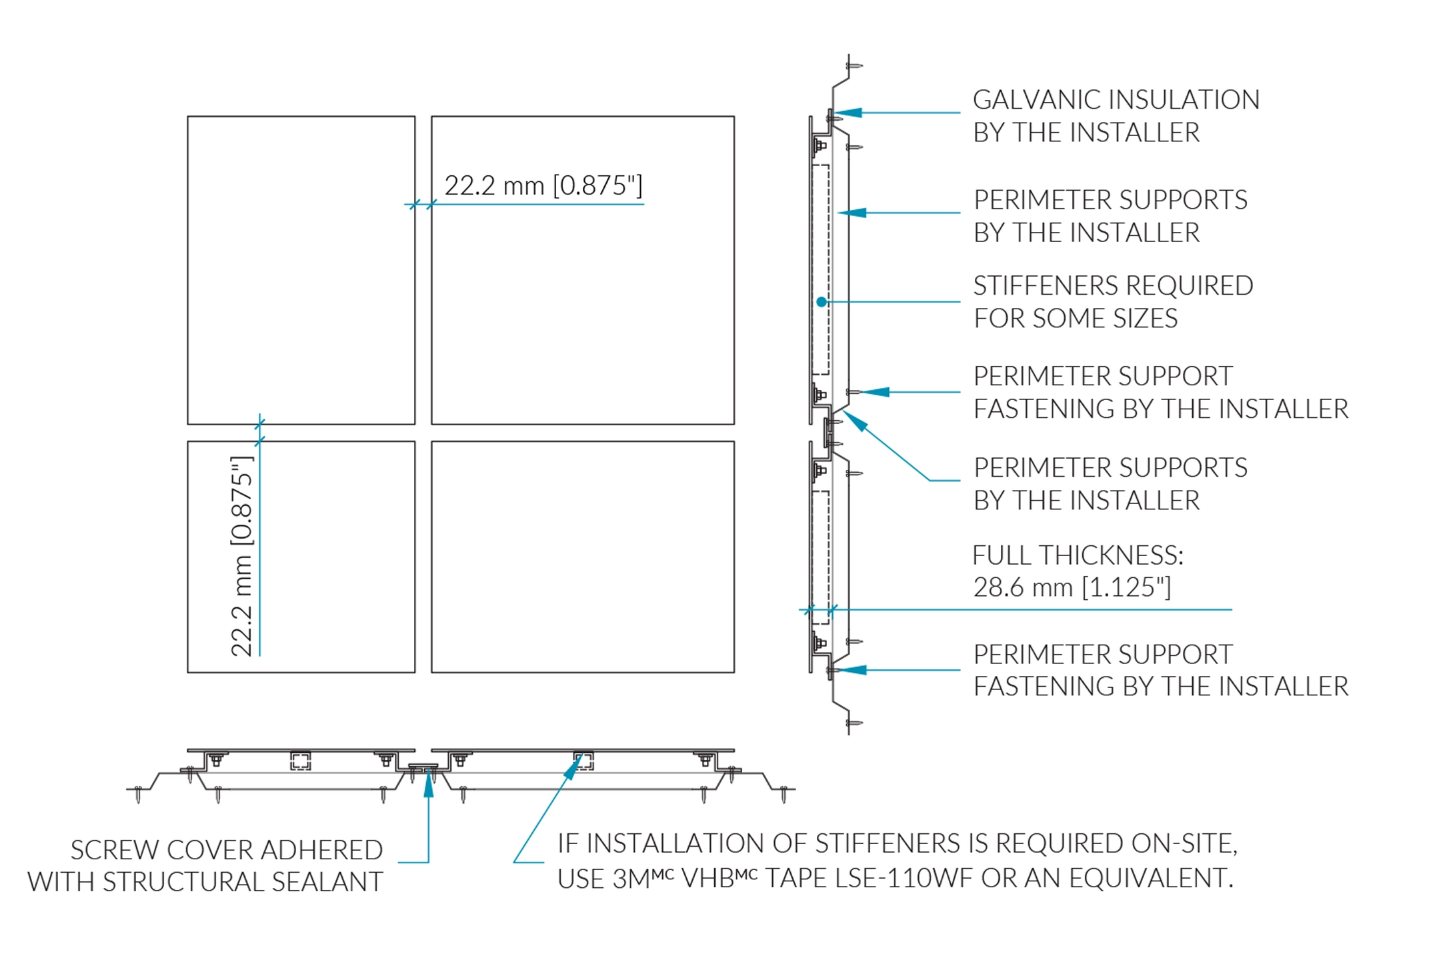 22.2 mm [0.875"]
22.2 mm [0.875"]
GALVANIC INSULATION
BY THE INSTALLER
PERIMETER SUPPORTS
BY THE INSTALLER
STIFFENERS REQUIRED
FOR SOME SIZES
PERIMETER SUPPORT
FASTENING BY THE INSTALLER
PERIMETER SUPPORTS
BY THE INSTALLER
FULL THICKNESS:
28.6 mm [1.125"]
PERIMETER SUPPORT
FASTENING BY THE INSTALLER
SCREW COVER ADHERED
WITH STRUCTURAL SEALANT
IF INSTALLATION OF STIFFENERS IS REQUIRED ON-SITE,
USE 3Mᴹᶜ VHBᴹᶜ TAPE LSE-110WF OR AN EQUIVALENT.